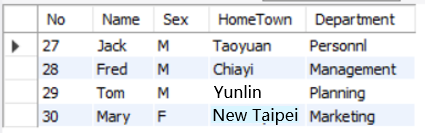 No Name Sex HomeTown Department
27 Jack M Taoyuan Personnl
28 Fred M Chiayi Management
29 Tom M Yunlin Planning
30 Mary F New Taipei Marketing